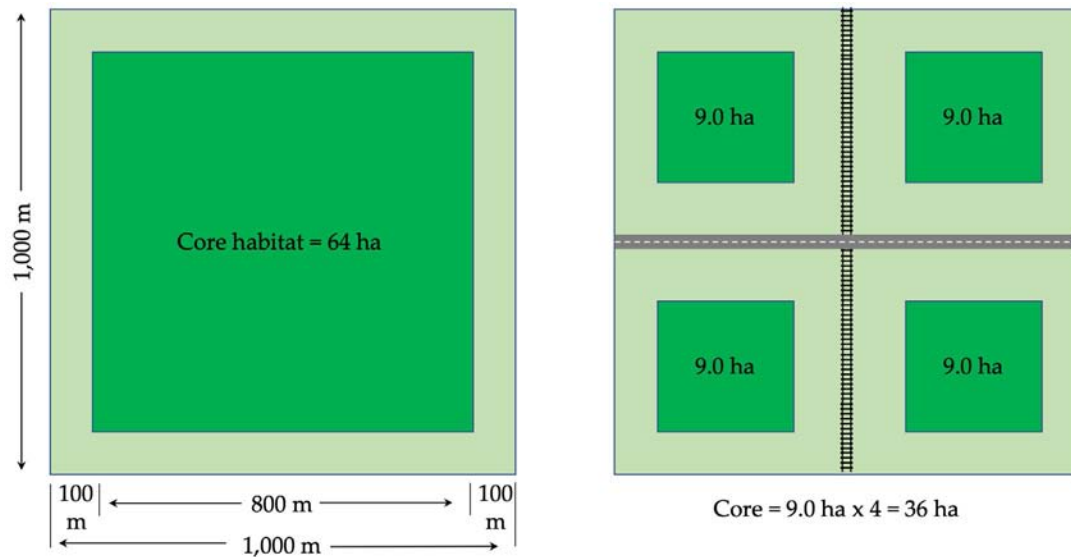 1,000 m
Core habitat = 64 ha
100
m
800 m
100
m
1,000 m
9.0 ha
9.0 ha
9.0 ha
9.0 ha
Core = 9.0 ha x 4 = 36 ha